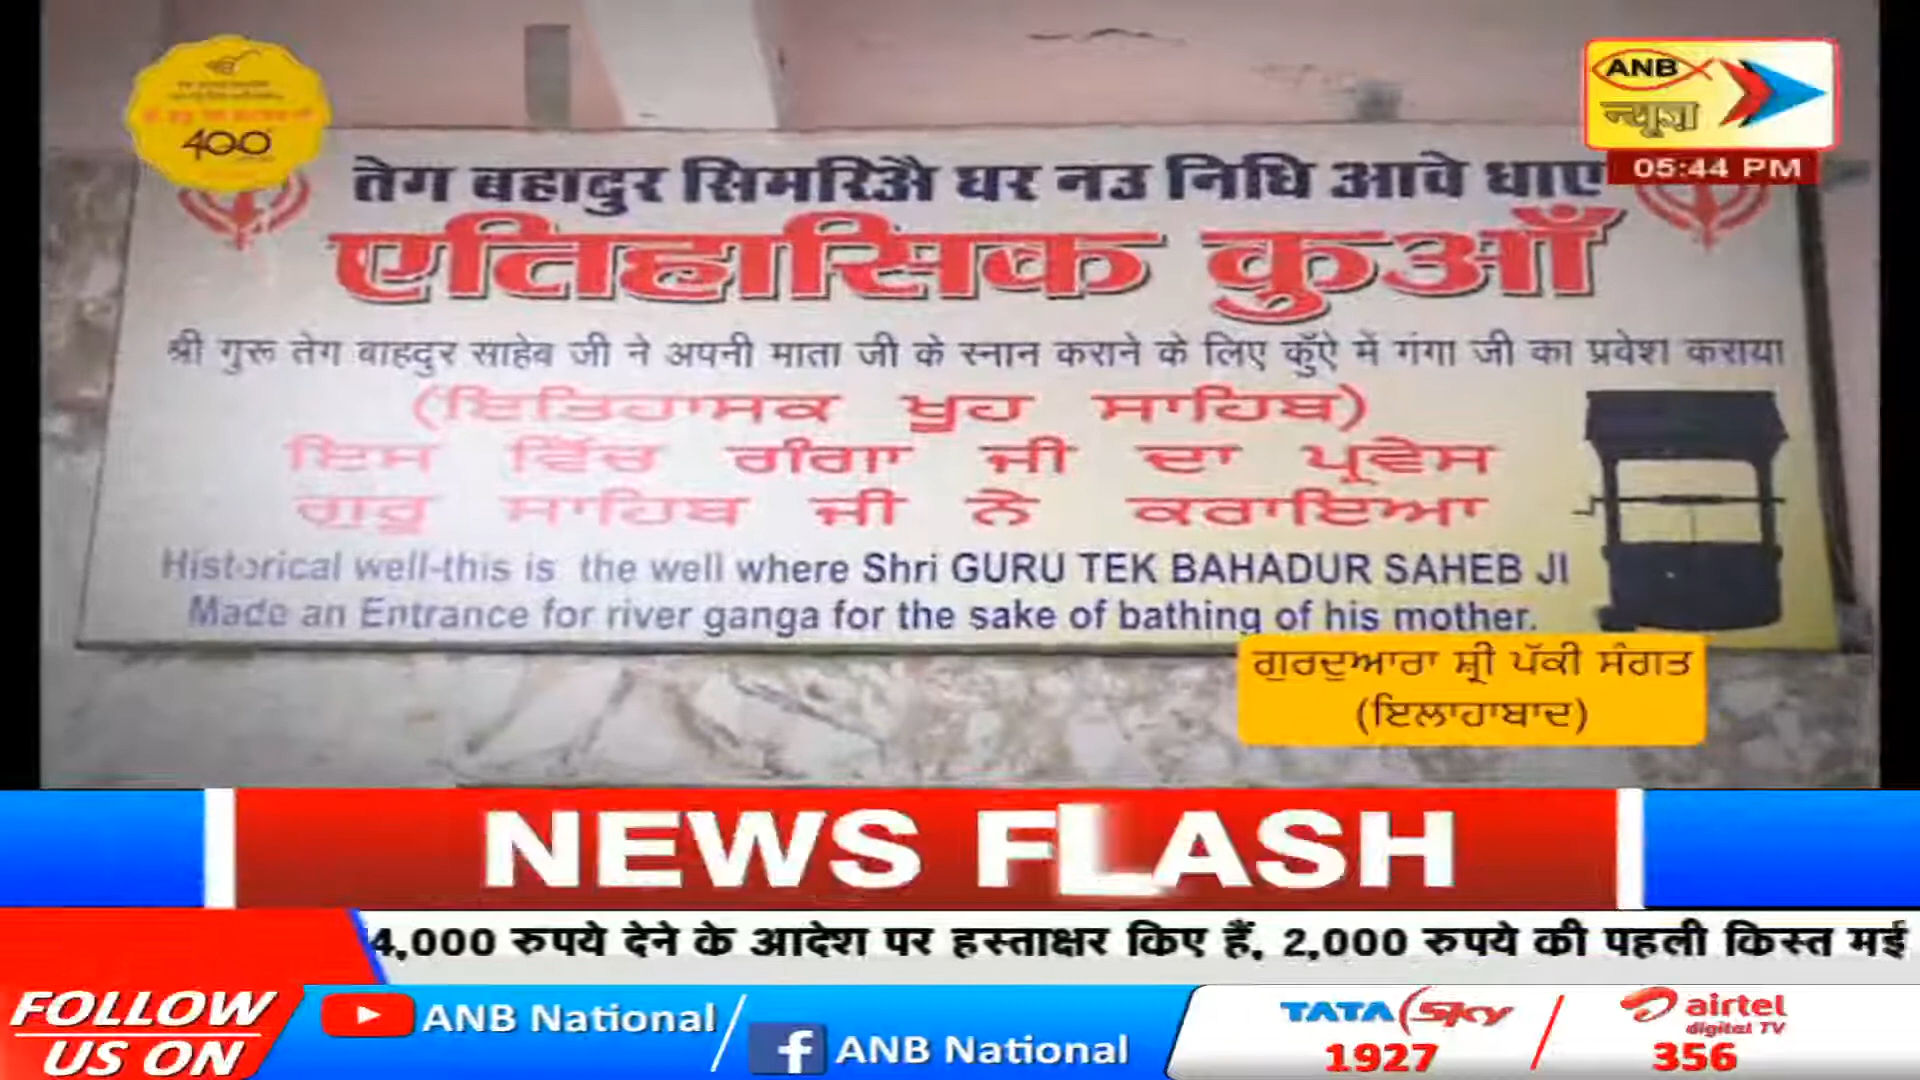 400
ANB
न्यूज़
05:44 PM
तेग बहादुर सिमरिऔ घर नउ निधि आवे धाए
एतिहासिक कुआँ
श्री गुरू तेग बाहदुर साहेब जी ने अपनी माता जी के स्नान कराने के लिए कुँऐ में गंगा जी का प्रवेश कराया
(ਇਤਿਹਾਸਕ ਖੂਹ ਸਾਹਿਬ)
ਇਸ ਵਿੱਚ ਗੰਗਾ ਜੀ ਦਾ ਪ੍ਰਵੇਸ
ਗੁਰੂ ਸਾਹਿਬ ਜੀ ਨੇ ਕਰਾਇਆ
Historical well-this is the well where Shri GURU TEK BAHADUR SAHEB JI
Made an Entrance for river ganga for the sake of bathing of his mother.
ਗੁਰਦੁਆਰਾ ਸ਼੍ਰੀ ਪੱਕੀ ਸੰਗਤ
(ਇਲਾਹਾਬਾਦ)
NEWS FLASH
4,000 रुपये देने के आदेश पर हस्ताक्षर किए हैं, 2,000 रुपये की पहली किस्त मई
FOLLOW US ON
ANB National
ANB National
TATA Sky
1927
airtel
digital TV
356